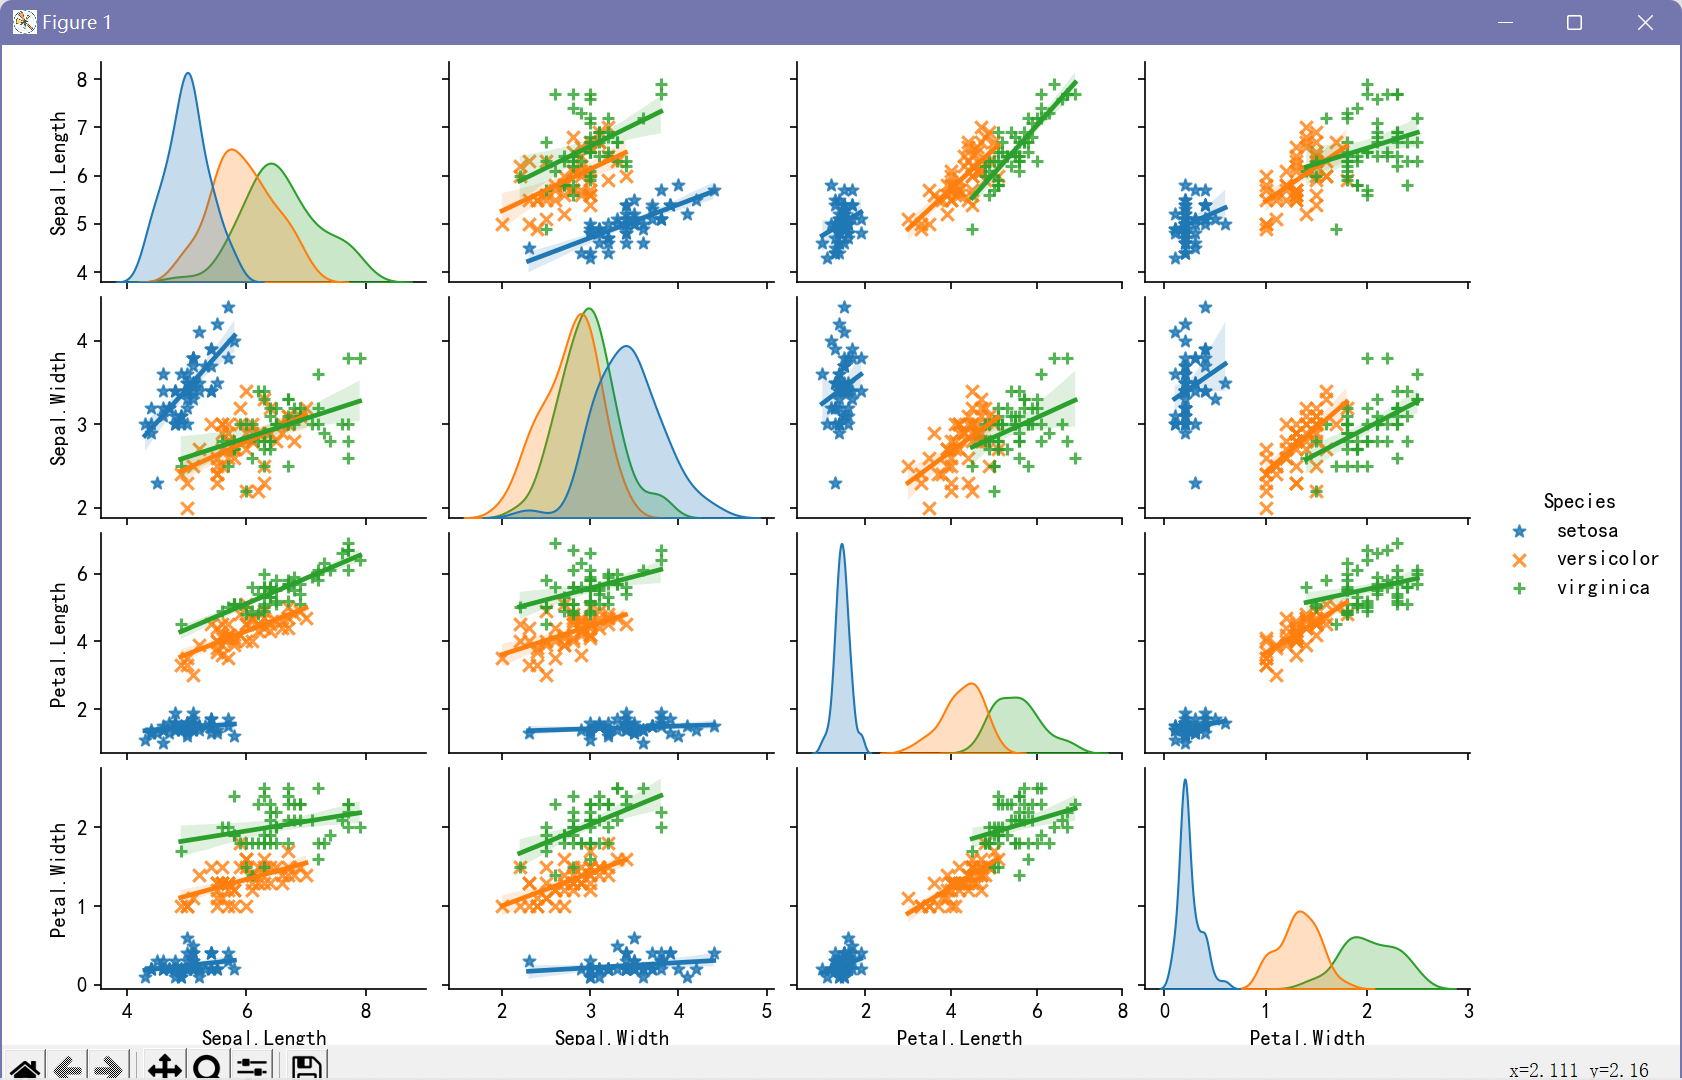 Figure 1
8
7
6
5
4
Sepal.Length
4
3
2
Sepal.Width
Species
setosa
versicolor
virginica
6
4
2
Petal.Length
2
1
0
Petal.Width
4 6 8
2 3 4 5
2 4 6 8
0 1 2 3
Sepal.Length
Sepal.Width
Petal.Length
Petal.Width
x=2.111 y=2.16